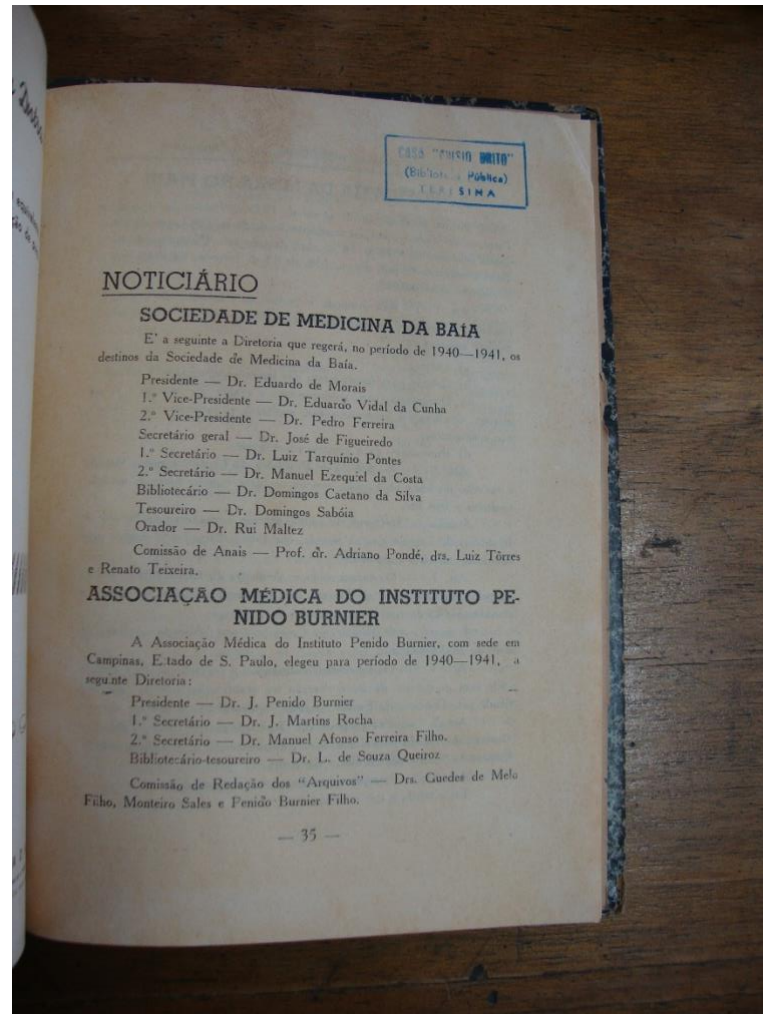 (Biblioteca Pública)
NOTICIÁRIO
SOCIEDADE DE MEDICINA DA BAÍA
E' a seguinte a Diretoria que regerá, no período de 1940—1941, os
destinos da Sociedade de Medicina da Baía.
Presidente — Dr. Eduardo de Morais
1.º Vice-Presidente — Dr. Eduardo Vidal da Cunha
2.º Vice-Presidente — Dr. Pedro Ferreira
Secretário geral — Dr. José de Figueiredo
1.º Secretário — Dr. Luiz Tarquínio Pontes
2.º Secretário — Dr. Manuel Ezequiel da Costa
Bibliotecário — Dr. Domingos Caetano da Silva
Tesoureiro — Dr. Domingos Sabóia
Orador — Dr. Rui Maltez
Comissão de Anais — Prof. dr. Adriano Pondé, drs. Luiz Tôrres
e Renato Teixeira.
ASSOCIAÇÃO MÉDICA DO INSTITUTO PE-
NIDO BURNIER
A Associação Médica do Instituto Penido Burnier, com sede em
Campinas, E tado de S. Paulo, elegeu para período de 1940—1941, a
seguinte Diretoria:
Presidente — Dr. J. Penido Burnier
1.º Secretário — Dr. J. Martins Rocha
2.º Secretário — Dr. Manuel Afonso Ferreira Filho.
Bibliotecário-tesoureiro — Dr. L. de Souza Queiroz
Comissão de Redação dos "Arquivos" — Drs. Guedes de Melo
Filho, Monteiro Sales e Penido Burnier Filho.
— 35 —